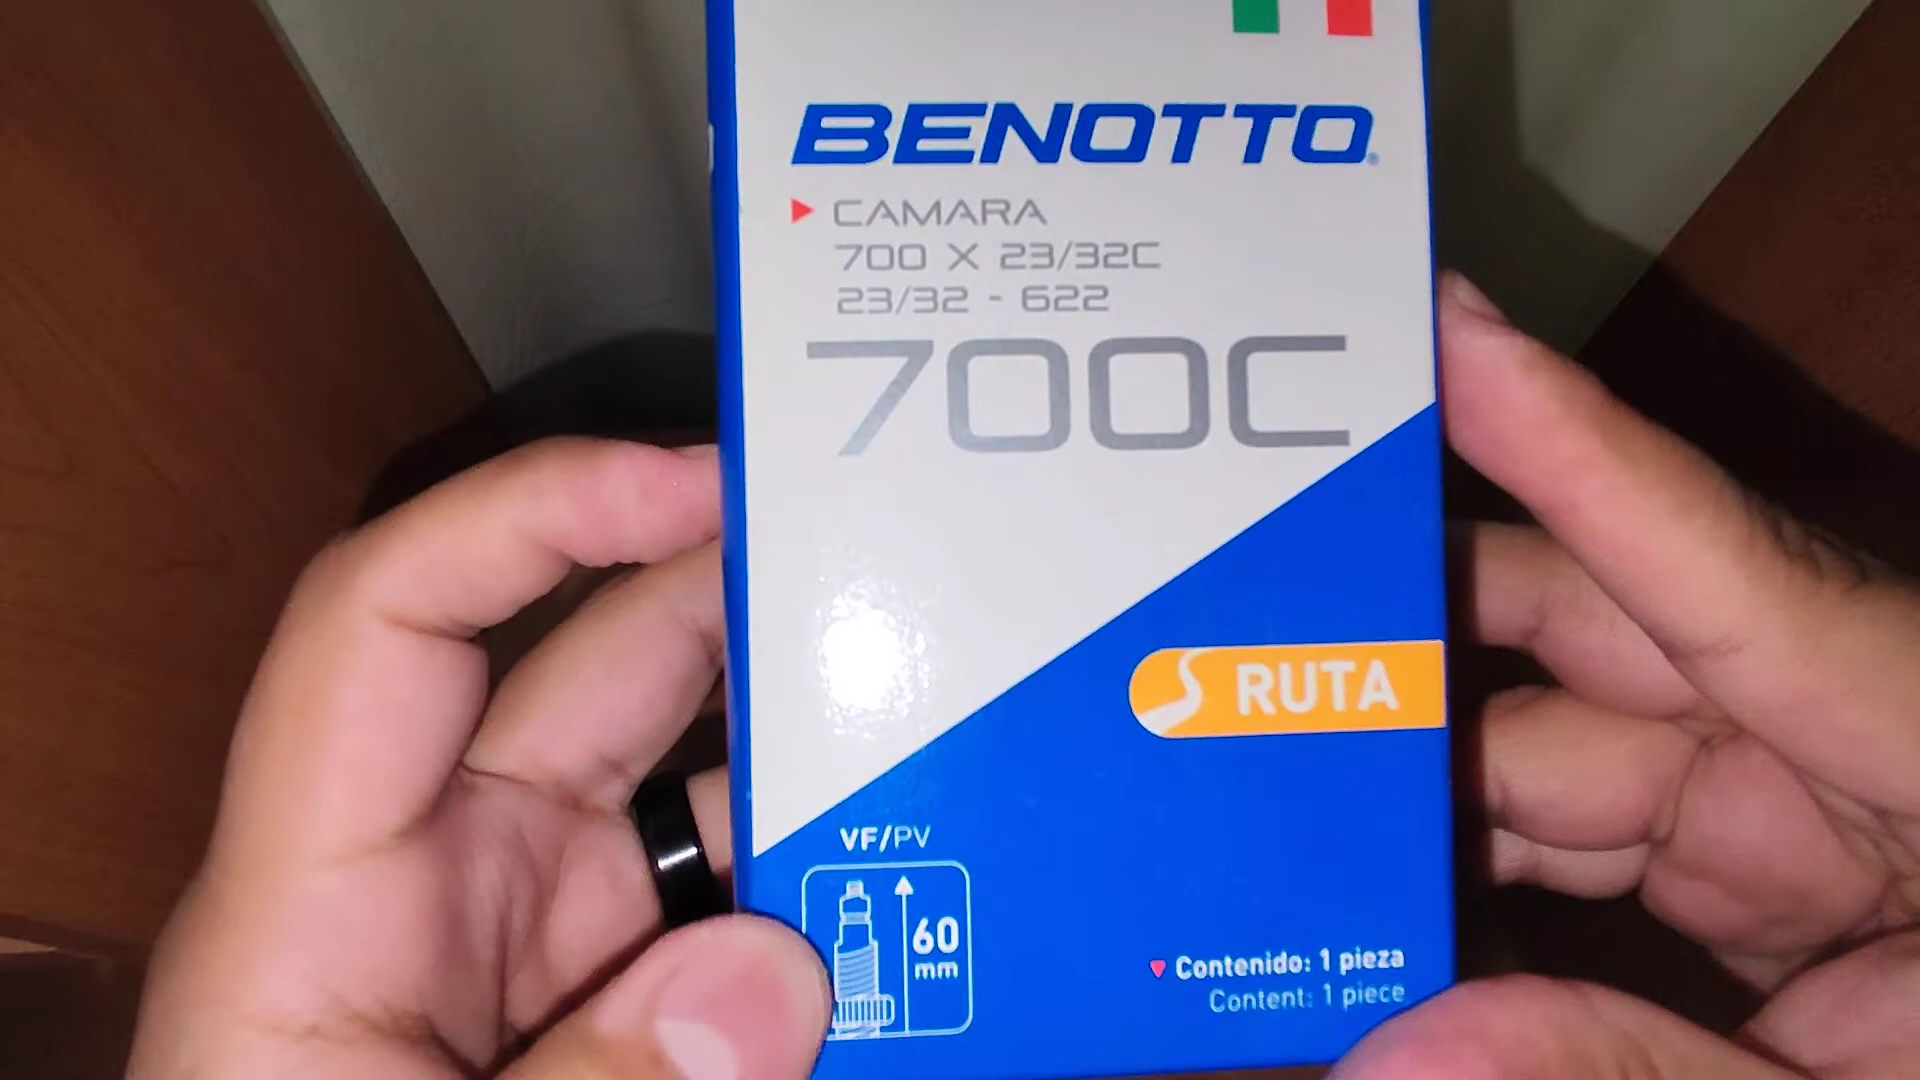 BENOTTO®
CAMARA
700 X 23/32C
23/32 - 622
700C
RUTA
VF/PV
60
mm
Contenido: 1 pieza
Content: 1 piece